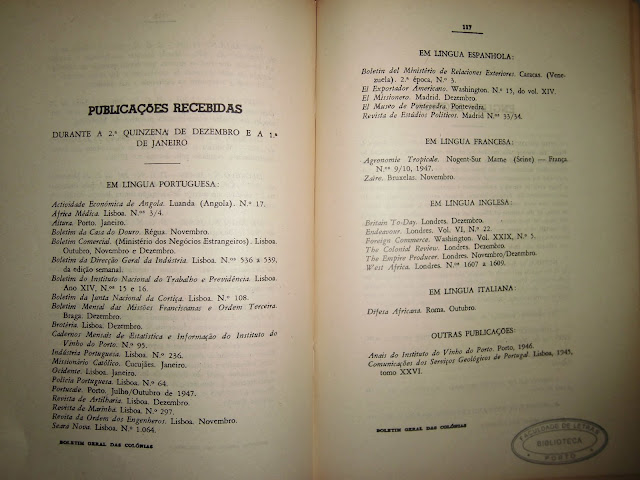 PUBLICAÇÕES RECEBIDAS
DURANTE A 2.ª QUINZENA DE DEZEMBRO E A 1.ª
DE JANEIRO
EM LINGUA PORTUGUESA:
Actividade Económica de Angola. Luanda (Angola). N.º 17.
África Médica. Lisboa. N.ºs 3/4.
Altura. Porto. Janeiro.
Boletim da Casa do Douro. Régua. Novembro.
Boletim Comercial. (Ministério dos Negócios Estrangeiros). Lisboa.
Outubro, Novembro e Dezembro.
Boletim da Direcção Geral da Indústria. Lisboa. N.ºs 536 a 539,
da edição semanal.
Boletim do Instituto Nacional do Trabalho e Previdência. Lisboa.
Ano XIV, N.ºs 15 e 16.
Boletim da Junta Nacional da Cortiça. Lisboa. N.º 108.
Boletim Mensal das Missões Franciscanas e Ordem Terceira.
Braga. Dezembro.
Brotéria. Lisboa. Dezembro.
Cadernos Mensais de Estatística e Informação do Instituto do
Vinho do Porto. N.º 95.
Indústria Portuguesa. Lisboa. N.º 236.
Missionário Católico. Cucujães. Janeiro.
Ocidente. Lisboa. Janeiro.
Polícia Portuguesa. Lisboa. N.º 64.
Portucale. Porto. Julho/Outubro de 1947.
Revista de Artilharia. Lisboa. Dezembro.
Revista de Marinha. Lisboa. N.º 297.
Revista da Ordem dos Engenheros. Lisboa. Novembro.
Seara Nova. Lisboa. N.º 1.064.
BOLETIM GERAL DAS COLÓNIAS
117
EM LINGUA ESPANHOLA:
Boletin del Ministério de Relaciones Exteriores. Caracas. (Vene-
zuela). 2.ª época, N.º 3.
El Exportador Americano. Washington. N.º 15, do vol. XIV.
El Missionero. Madrid. Dezembro.
El Museo de Pontevedra. Pontevedra.
Revista de Estúdios Políticos. Madrid N.ºs 33/34.
EM LINGUA FRANCESA:
Agronomie Tropicale. Nogent-Sur Marne (Seine) — França.
N.ºs 9/10, 1947.
Zaire. Bruxelas. Novembro.
EM LINGUA INGLESA:
Britain To-Day. Londres. Dezembro.
Endeavour. Londres. Vol. VI, N.º 22.
Foreign Commerce. Washington. Vol. XXIX, N.º 5.
The Colonial Review. Londres. Dezembro.
The Empire Producer. Londres. Novembro/Dezembro.
West Africa. Londres. N.ºs 1607 a 1609.
EM LINGUA ITALIANA:
Difesa Africana. Roma. Outubro.
OUTRAS PUBLICAÇÕES:
Anais do Instituto do Vinho do Porto. Porto, 1946.
Comunicações dos Serviços Geológicos de Portugal. Lisboa, 1945,
tomo XXVI.
BOLETIM GERAL DAS COLÓNIAS
FACULDADE DE LETRAS
BIBLIOTECA
PORTO